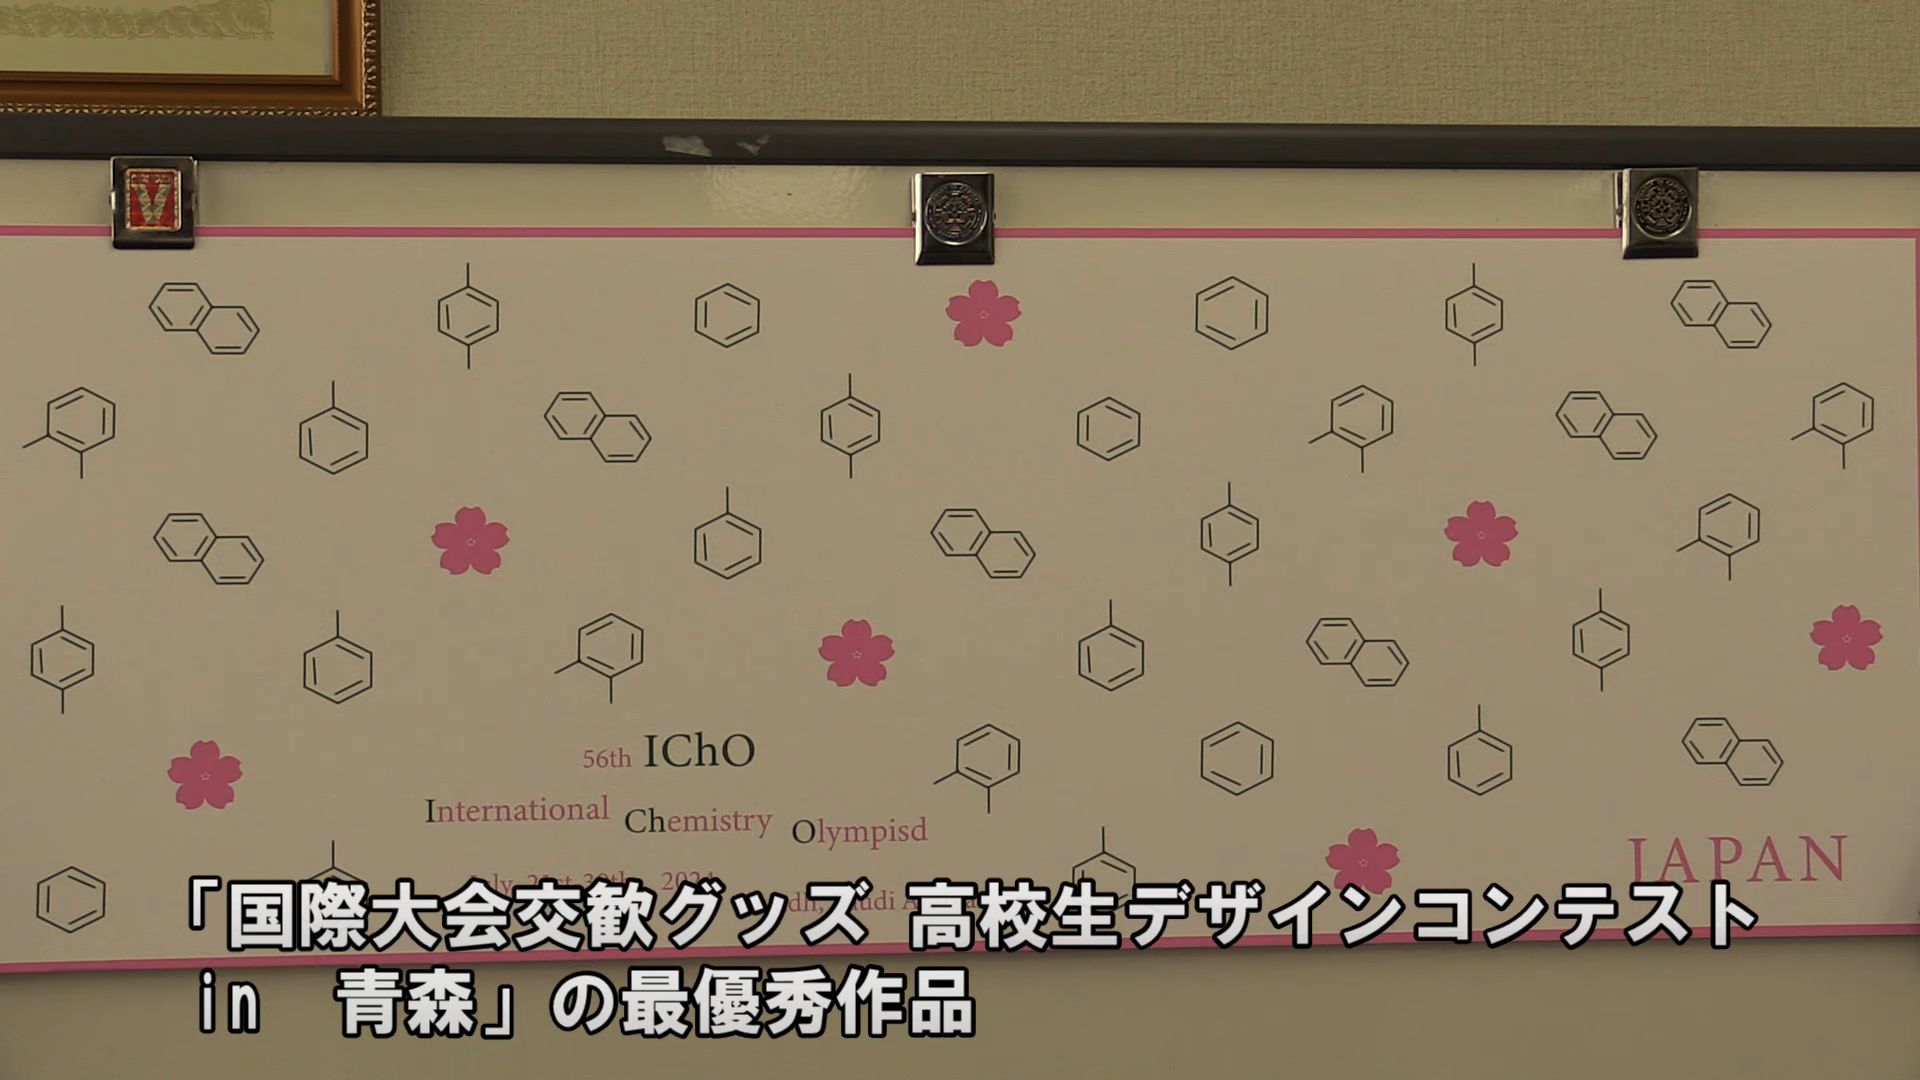 V
56th IChO
International Chemistry Olympisd
JAPAN
「国際大会交歓グッズ 高校生デザインコンテスト
in 青森」の最優秀作品